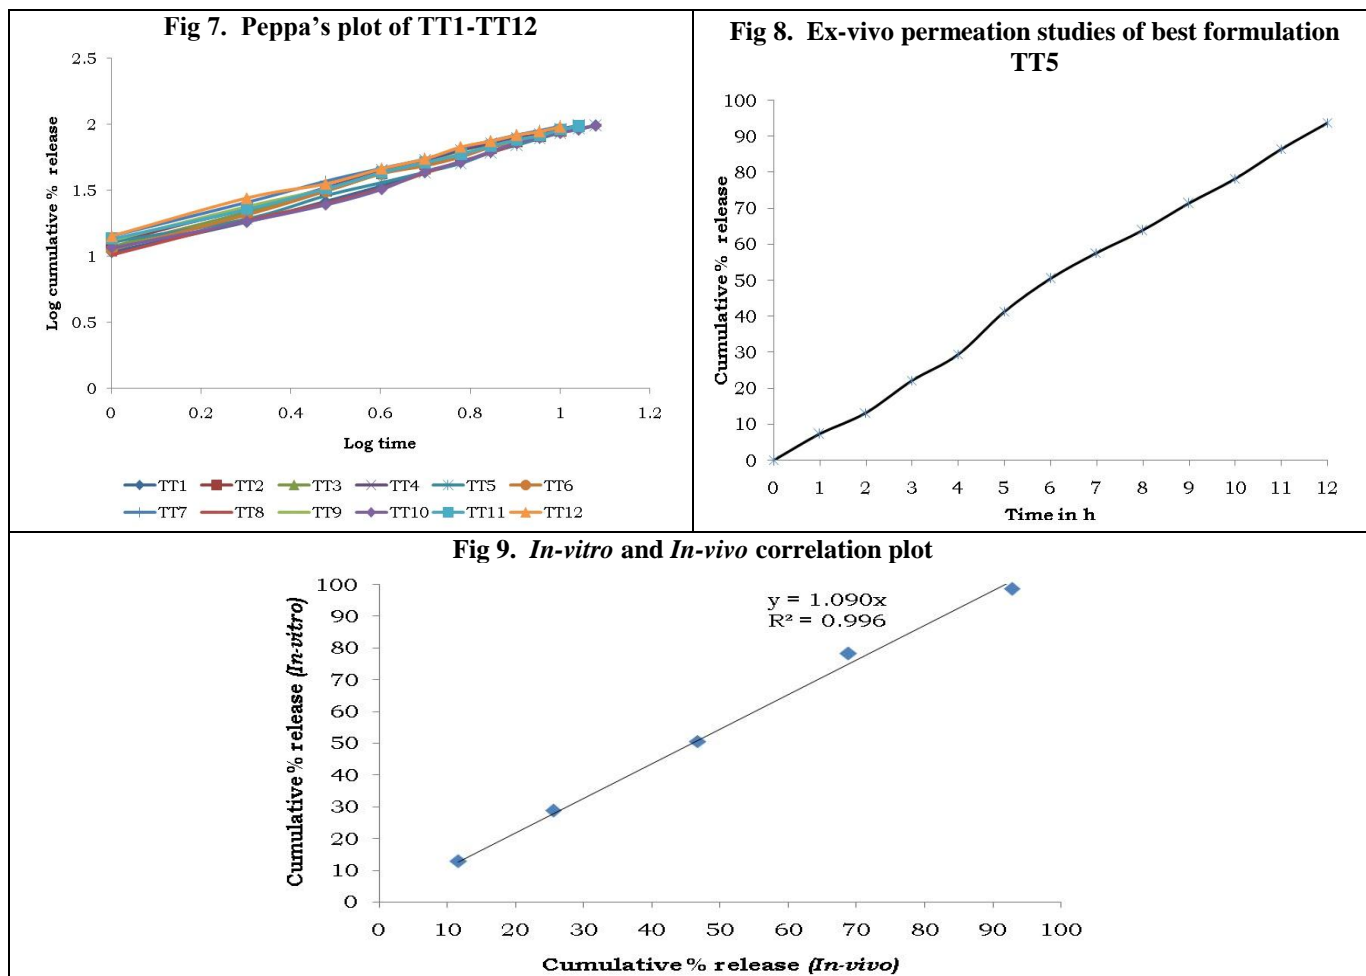 Fig 7. Peppa's plot of TT1-TT12
2.5
2
1.5
1
0.5
0
Log cumulative % release
0 0.2 0.4 0.6 0.8 1 1.2
Log time
TT1 TT2 TT3 TT4 TT5 TT6
TT7 TT8 TT9 TT10 TT11 TT12
Fig 8. Ex-vivo permeation studies of best formulation
TT5
100
90
80
70
60
50
40
30
20
10
0
Cumulative % release
0 1 2 3 4 5 6 7 8 9 10 11 12
Time in h
Fig 9. In-vitro and In-vivo correlation plot
100
90
80
70
60
50
40
30
20
10
0
Cumulative % release (In-vitro)
y = 1.090x
R² = 0.996
0 10 20 30 40 50 60 70 80 90 100
Cumulative % release (In-vivo)